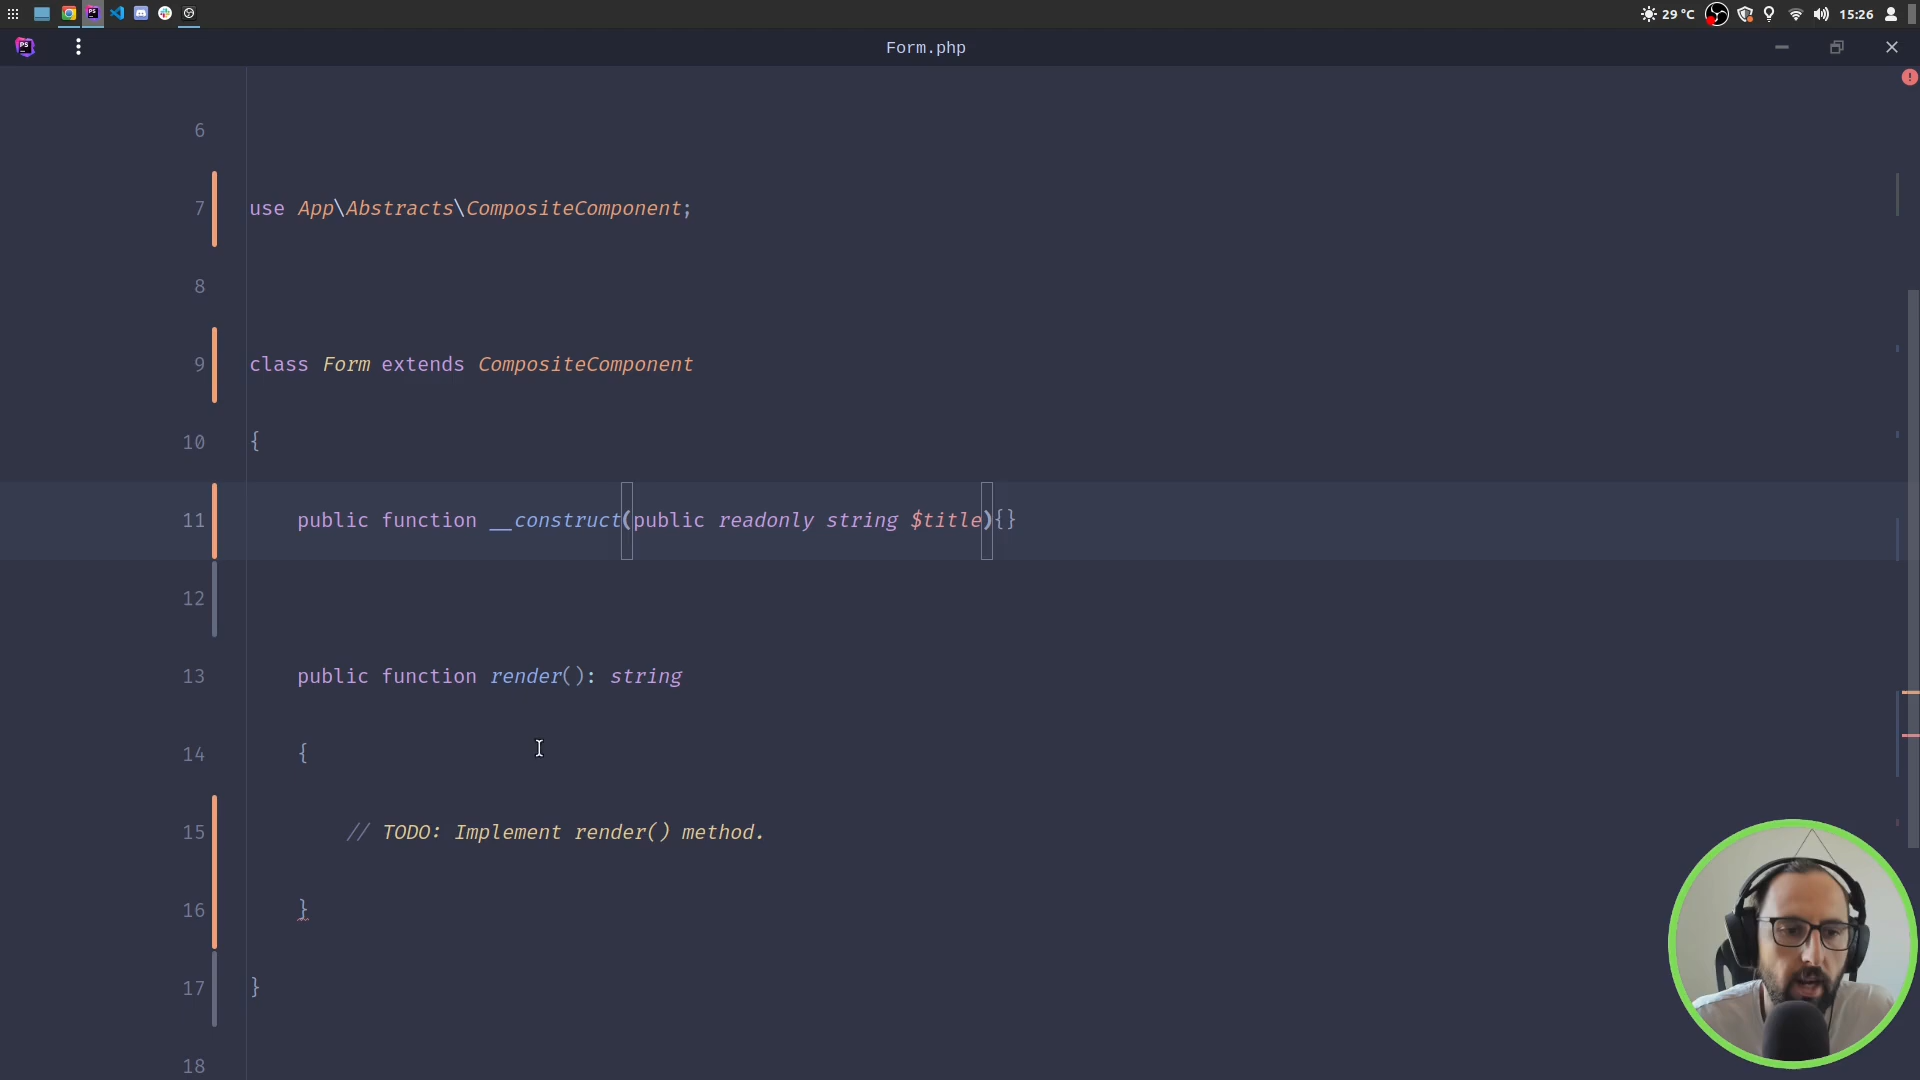 29 °C
15:26
PS
Form.php
6
7 use App\Abstracts\CompositeComponent;
8
9 class Form extends CompositeComponent
10 {
11 public function __construct(public readonly string $title){}
12
13 public function render(): string
14 {
15 // TODO: Implement render() method.
16 }
17 }
18